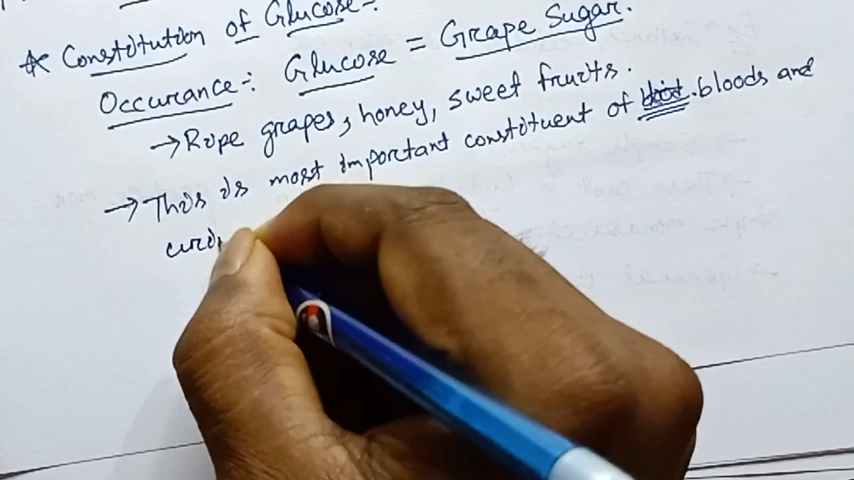 * Constitution of Glucose:-
Occurance:- Glucose = Grape Sugar.
→ Ripe grapes, honey, sweet fruits.
→ This is most important constituent of bloods and